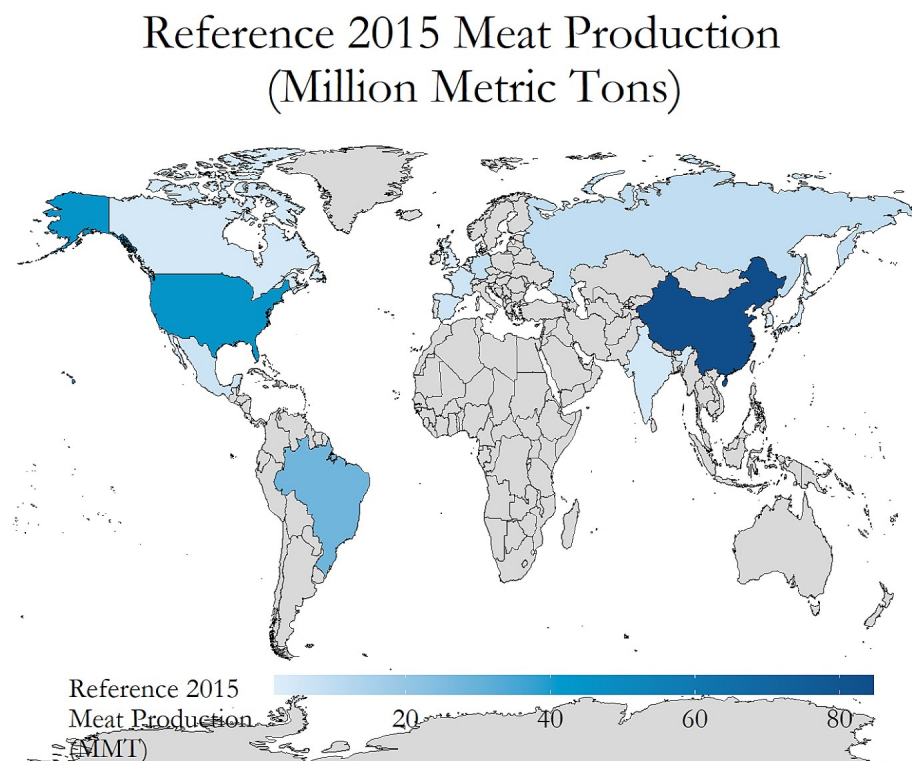 Reference 2015 Meat Production
(Million Metric Tons)
Reference 2015
Meat Production
(MMT)
20 40 60 80